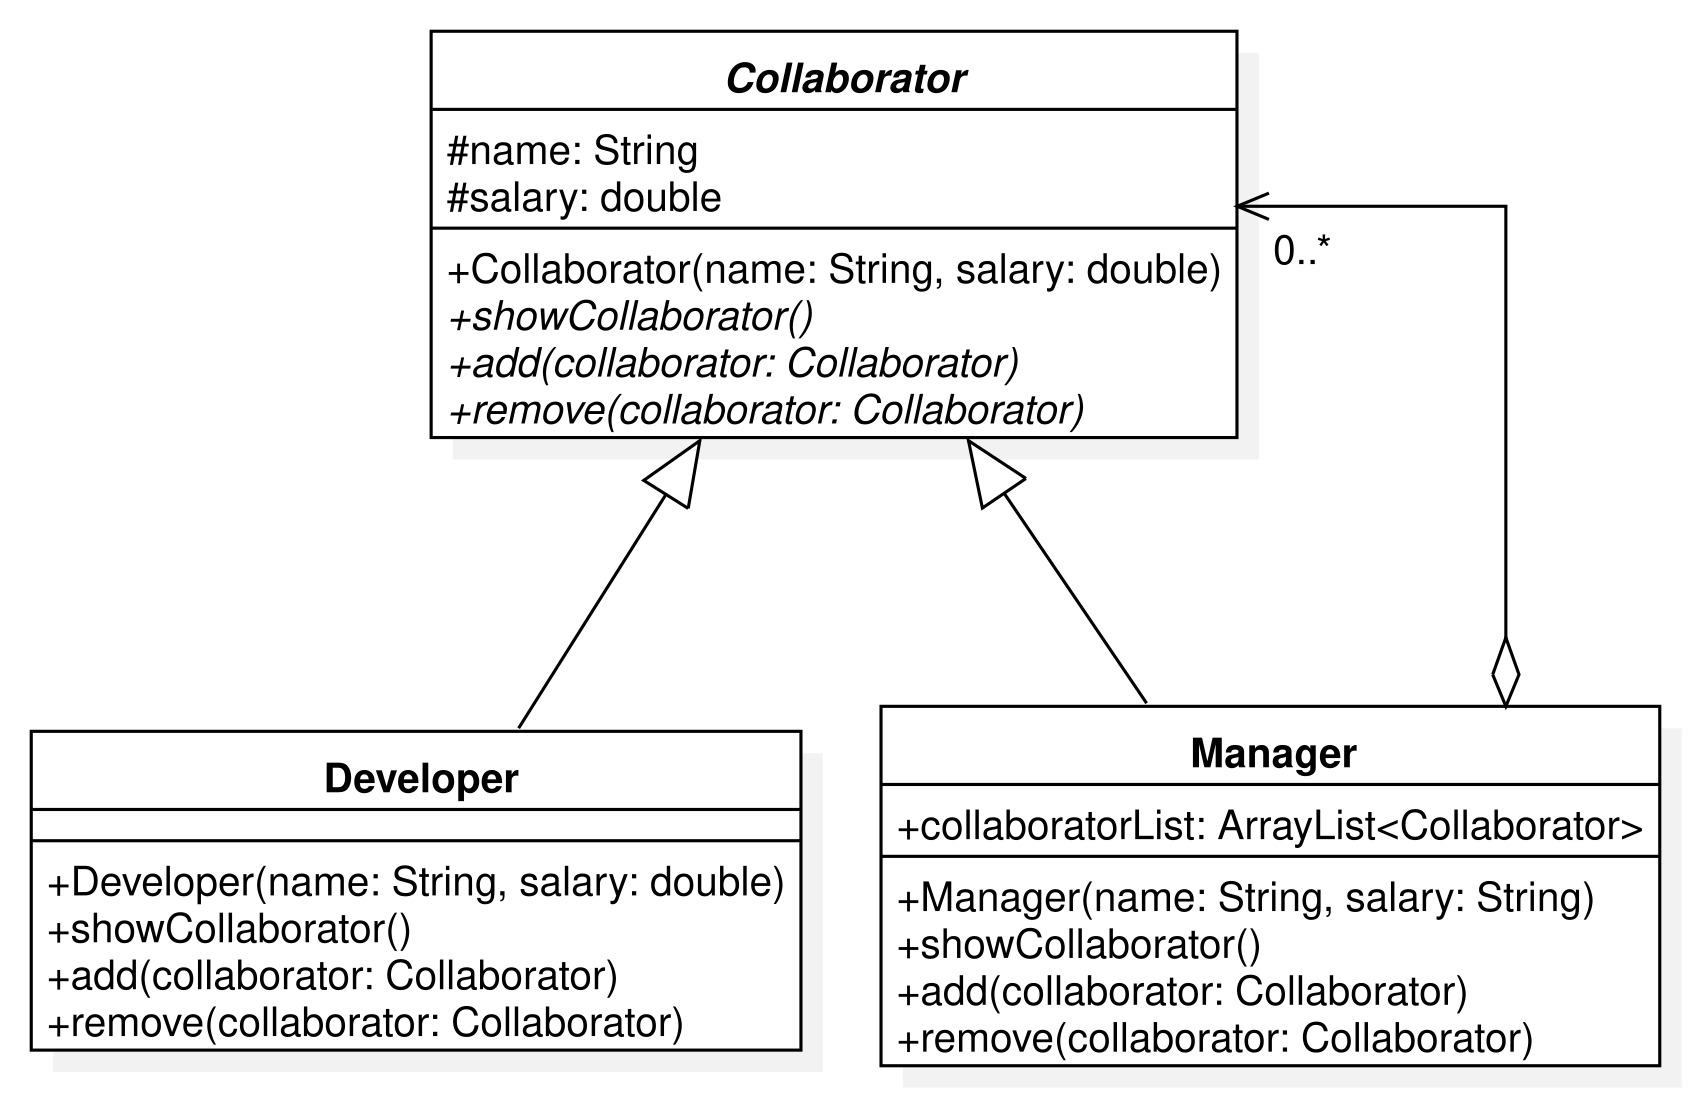 Collaborator
#name: String
#salary: double
+Collaborator(name: String, salary: double)
+showCollaborator()
+add(collaborator: Collaborator)
+remove(collaborator: Collaborator)
0..*
Developer
+Developer(name: String, salary: double)
+showCollaborator()
+add(collaborator: Collaborator)
+remove(collaborator: Collaborator)
Manager
+collaboratorList: ArrayList<Collaborator>
+Manager(name: String, salary: String)
+showCollaborator()
+add(collaborator: Collaborator)
+remove(collaborator: Collaborator)